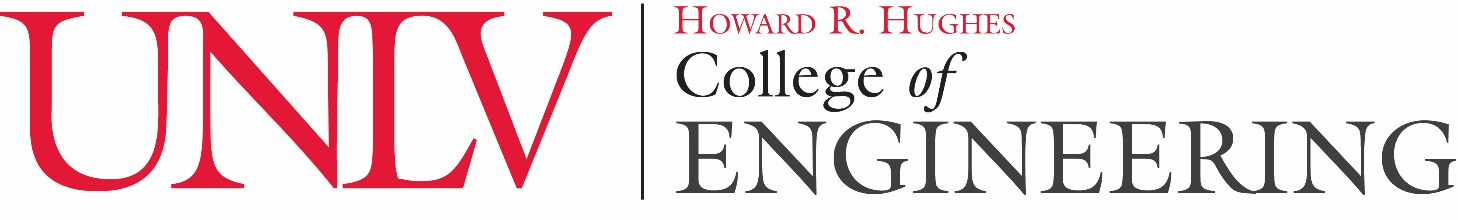 UNLV
HOWARD R. HUGHES
College of
ENGINEERING